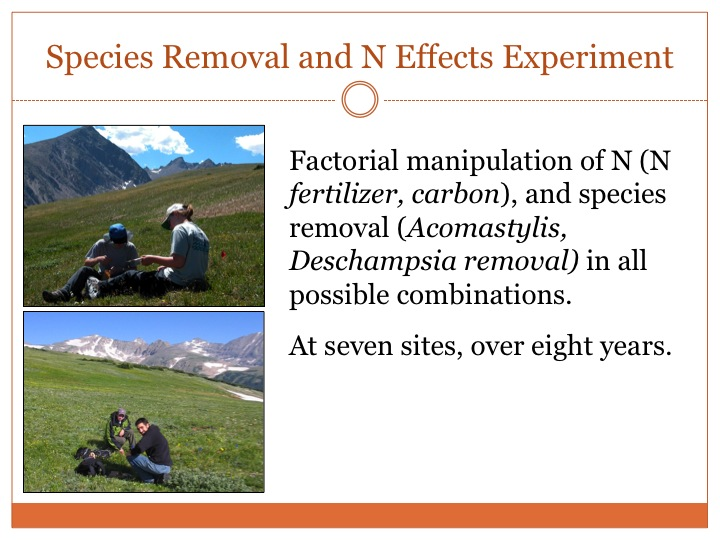 Species Removal and N Effects Experiment
Factorial manipulation of N (N
fertilizer, carbon), and species
removal (Acomastylis,
Deschampsia removal) in all
possible combinations.
At seven sites, over eight years.